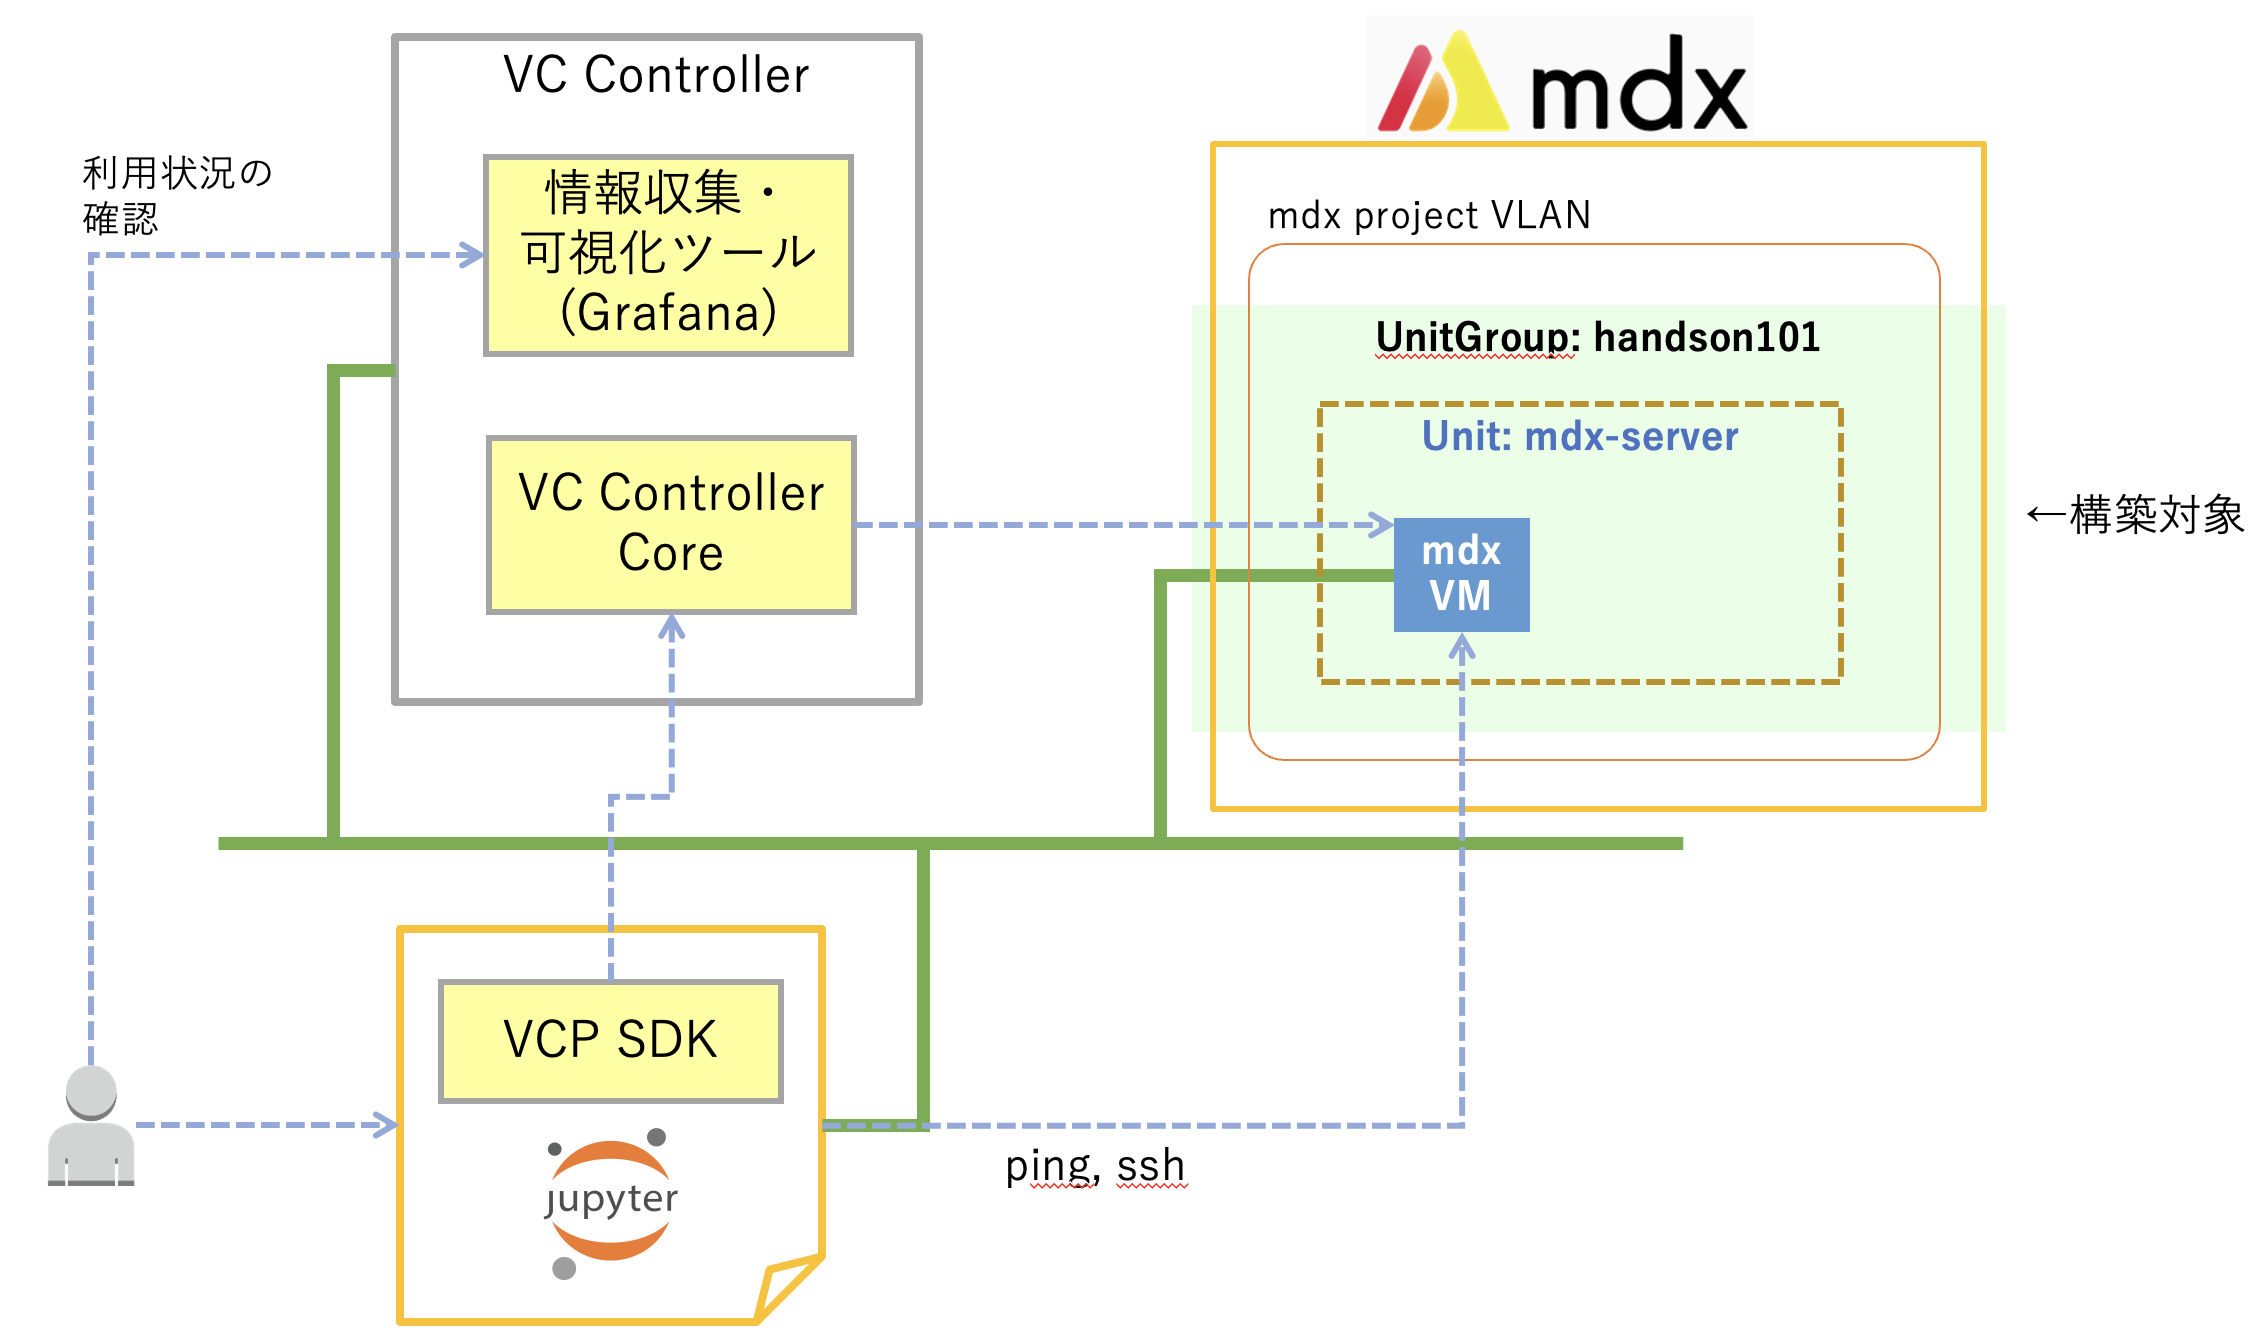 VC Controller
利用状況の
確認
情報収集・
可視化ツール
(Grafana)
VC Controller
Core
mdx
mdx project VLAN
UnitGroup: handson101
Unit: mdx-server
mdx
VM
←構築対象
VCP SDK
jupyter
ping, ssh